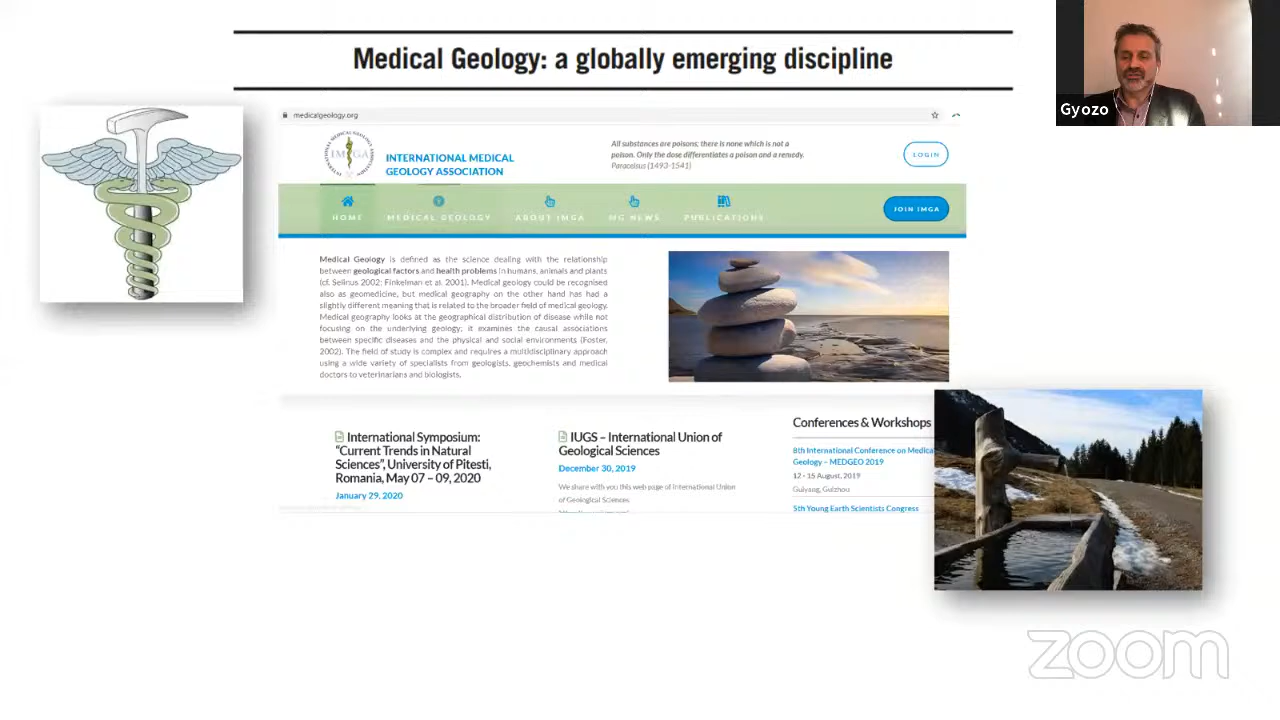 Medical Geology: a globally emerging discipline
Gyozo
medicalgeology.org
INTERNATIONAL MEDICAL
GEOLOGY ASSOCIATION
All substances are poisons; there is none which is not a
poison. Only the dose differentiates a poison and a remedy.
Paracelsus (1493-1541)
LOGIN
HOME
MEDICAL GEOLOGY
ABOUT IMGA
MG NEWS
PUBLICATIONS
JOIN IMGA
Medical Geology is defined as the science dealing with the relationship
between geological factors and health problems in humans, animals and plants
(cf. Selinus 2002; Finkelman et al. 2001). Medical geology could be recognised
also as geomedicine, but medical geography on the other hand has had a
slightly different meaning that is related to the broader field of medical geology.
Medical geography looks at the geographical distribution of disease while not
focusing on the underlying geology; it examines the causal associations
between specific diseases and the physical and social environments (Foster,
2002). The field of study is complex and requires a multidisciplinary approach
using a wide variety of specialists from geologists, geochemists and medical
doctors to veterinarians and biologists.
International Symposium:
"Current Trends in Natural
Sciences", University of Pitesti,
Romania, May 07 – 09, 2020
January 29, 2020
IUGS – International Union of
Geological Sciences
December 30, 2019
We share with you this web page of International Union
of Geological Sciences
Conferences & Workshops
8th International Conference on Medica
Geology – MEDGEO 2019
12 - 15 August, 2019
Guiyang, Guizhou
5th Young Earth Scientists Congress
zoom